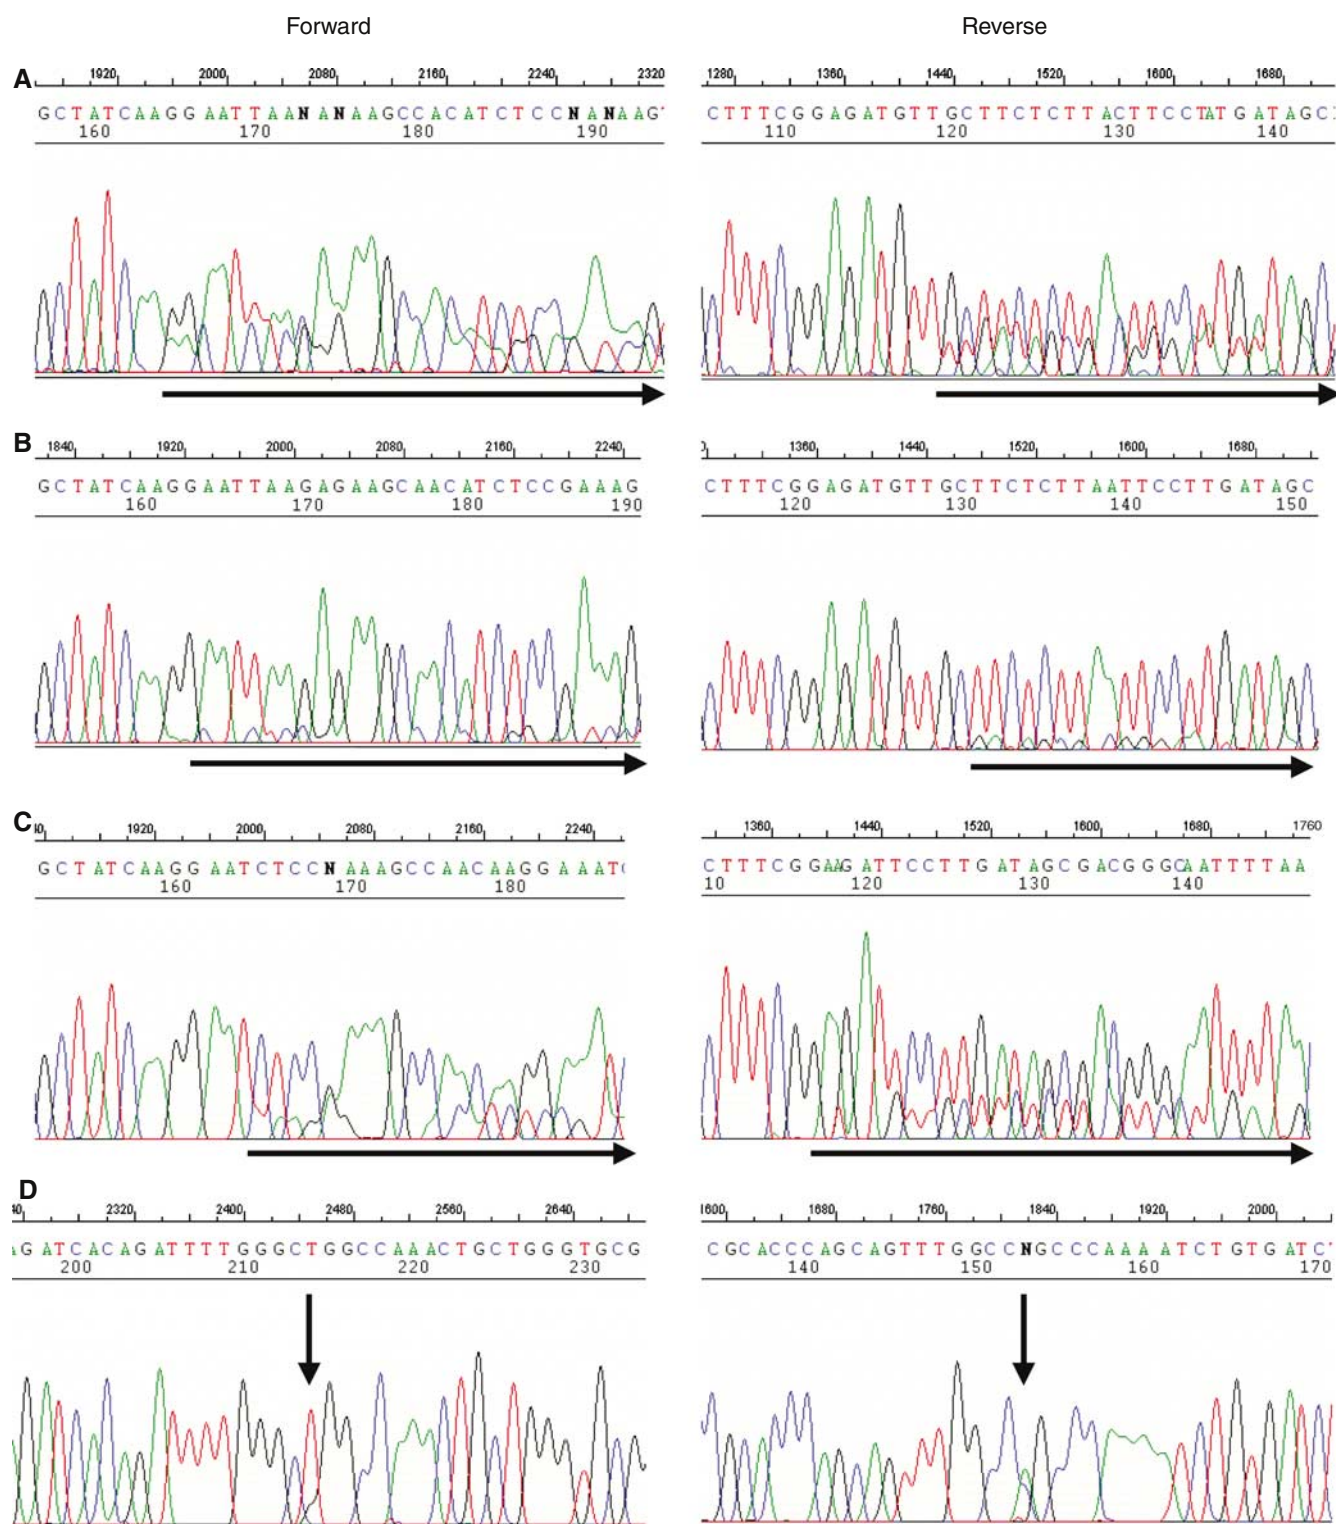 Forward Reverse
A
1920 2000 2080 2160 2240 2320
GCTATCAAGGAATTAANANAAGCCACATCTCCNANAAG
160 170 180 190
1280 1360 1440 1520 1600 1680
CTTTCGGAGATGTTGCTTCTCTTACTTCCTATGATAGC
110 120 130 140
B
1840 1920 2000 2080 2160 2240
GCTATCAAGGAATTAAGAGAAGCAACATCTCCGAAAG
160 170 180 190
1360 1440 1520 1600 1680
CTTTCGGAGATGTTGCTTCTCTTAATTCCTTGATAGC
120 130 140 150
C
1920 2000 2080 2160 2240
GCTATCAAGGAATCTCCNAAAGCCAACAAGGAAAT
160 170 180
1360 1440 1520 1600 1680 1760
CTTTCGGAAGATTCCTTGATAGCGACGGGCAATTTTAA
10 120 130 140
D
2320 2400 2480 2560 2640
AGATCACAGATTTTGGGCTGGCCAAACTGCTGGGTGCG
200 210 220 230
1600 1680 1760 1840 1920 2000
CGCACCCAGCAGTTTGGCCNGCCCAAAATCTGTGATC
140 150 160 170